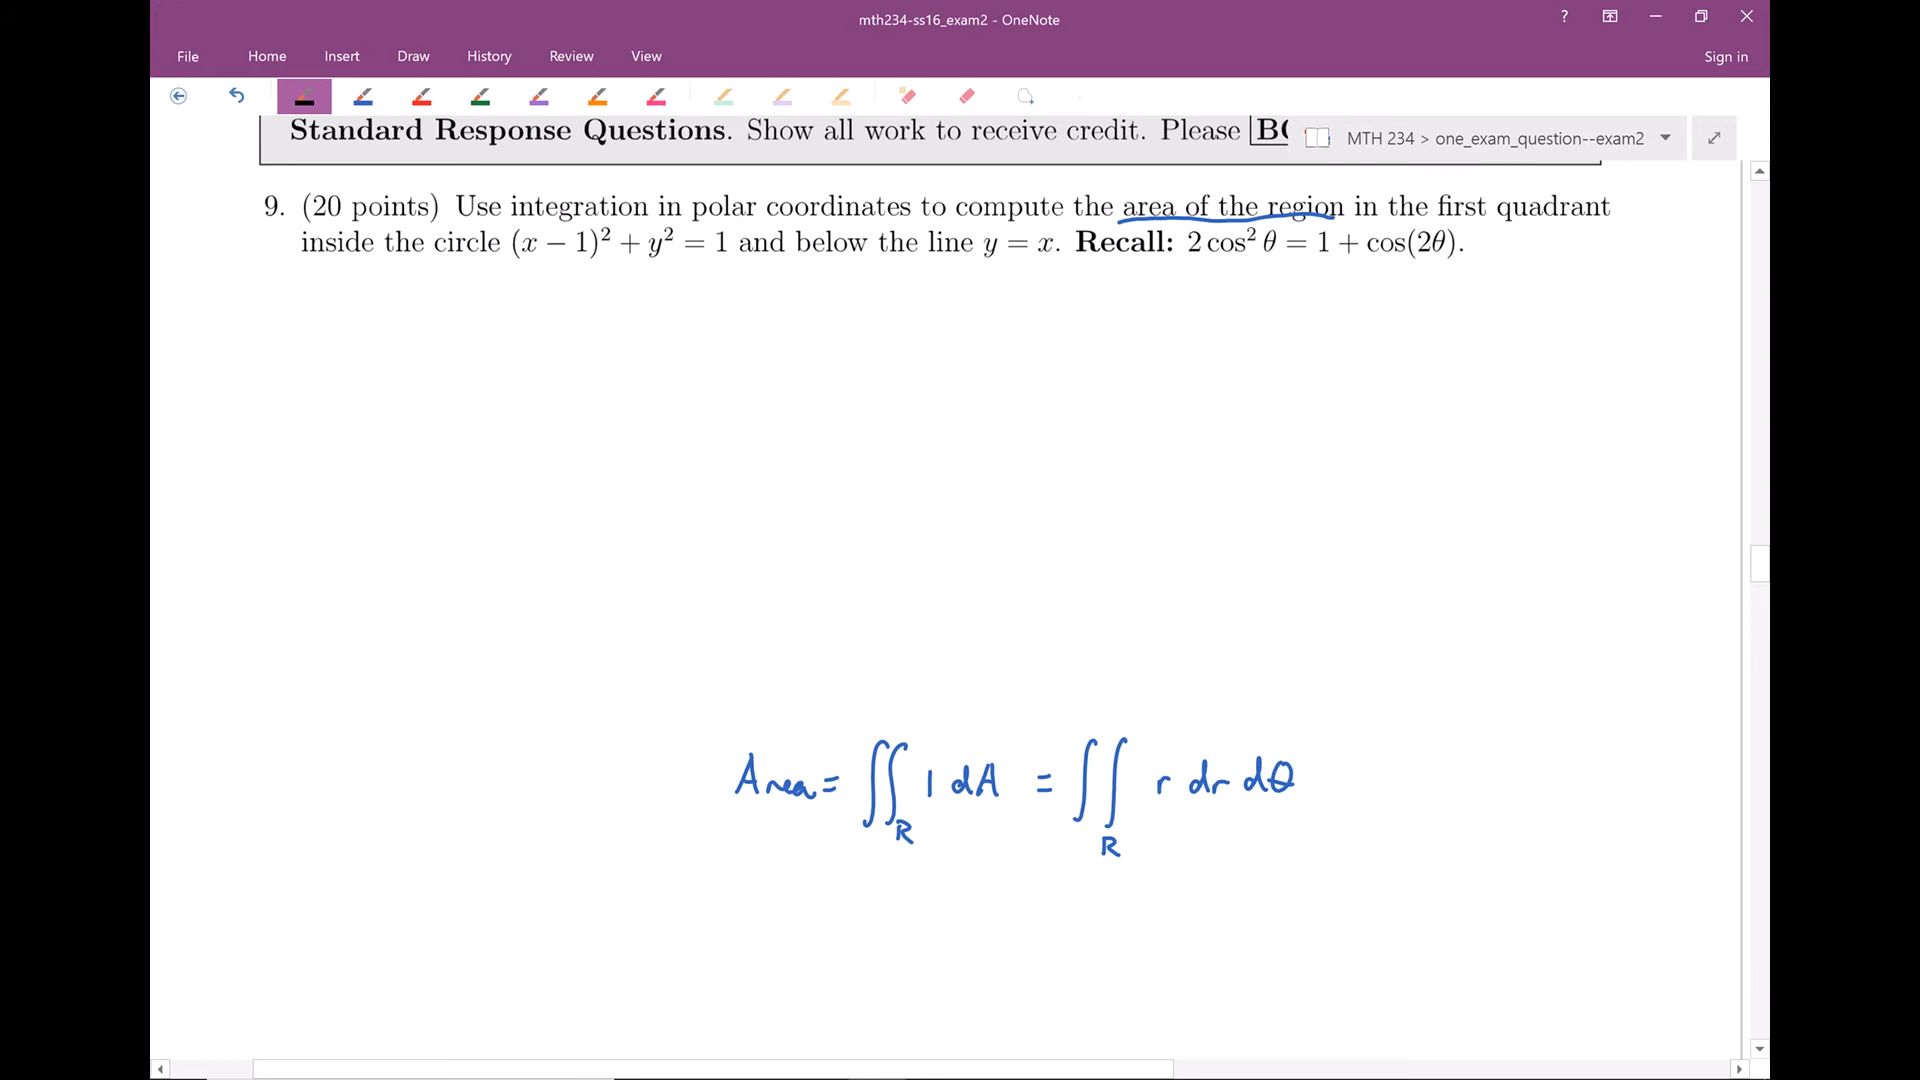 mth234-ss16_exam2 - OneNote
?
File Home Insert Draw History Review View Sign in
Standard Response Questions. Show all work to receive credit. Please
MTH 234 > one_exam_question--exam2
9. (20 points) Use integration in polar coordinates to compute the area of the region in the first quadrant
inside the circle (x − 1)² + y² = 1 and below the line y = x. Recall: 2 cos² θ = 1 + cos(2θ).
Area = ∬_R 1 dA = ∬_R r dr dθ